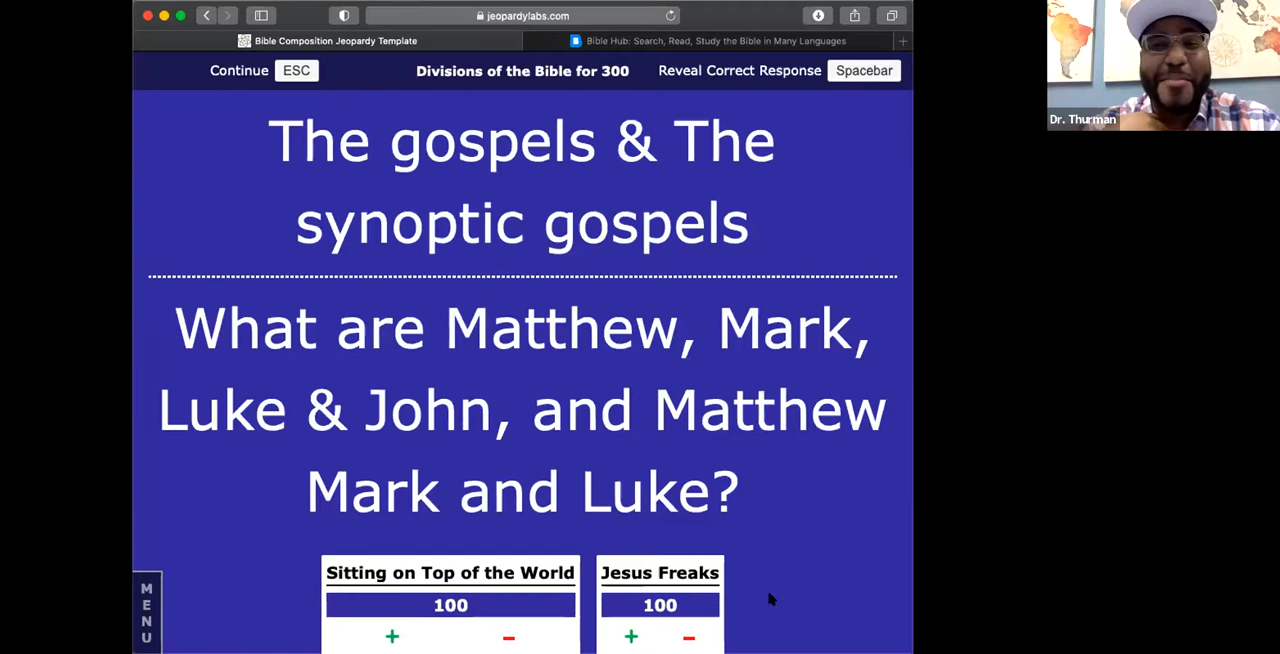 jeopardylabs.com
Bible Composition Jeopardy Template
Bible Hub: Search, Read, Study the Bible in Many Languages
Continue ESC
Divisions of the Bible for 300
Reveal Correct Response Spacebar
Dr. Thurman
The gospels & The
synoptic gospels
What are Matthew, Mark,
Luke & John, and Matthew
Mark and Luke?
MENU
Sitting on Top of the World
100
+ -
Jesus Freaks
100
+ -